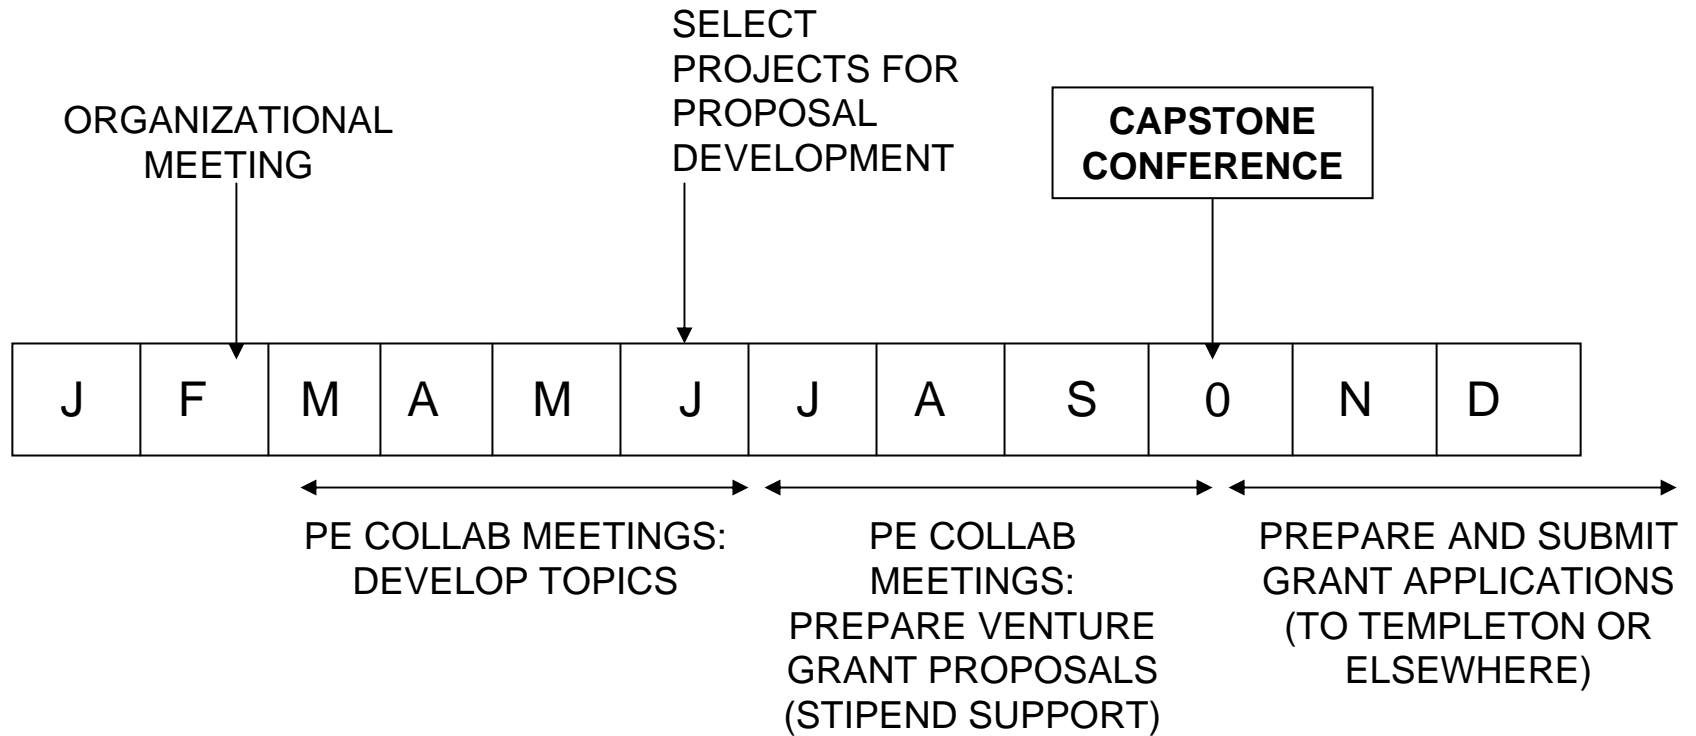 ORGANIZATIONAL
MEETING
SELECT
PROJECTS FOR
PROPOSAL
DEVELOPMENT
CAPSTONE
CONFERENCE
J F M A M J J A S 0 N D
PE COLLAB MEETINGS:
DEVELOP TOPICS
PE COLLAB
MEETINGS:
PREPARE VENTURE
GRANT PROPOSALS
(STIPEND SUPPORT)
PREPARE AND SUBMIT
GRANT APPLICATIONS
(TO TEMPLETON OR
ELSEWHERE)